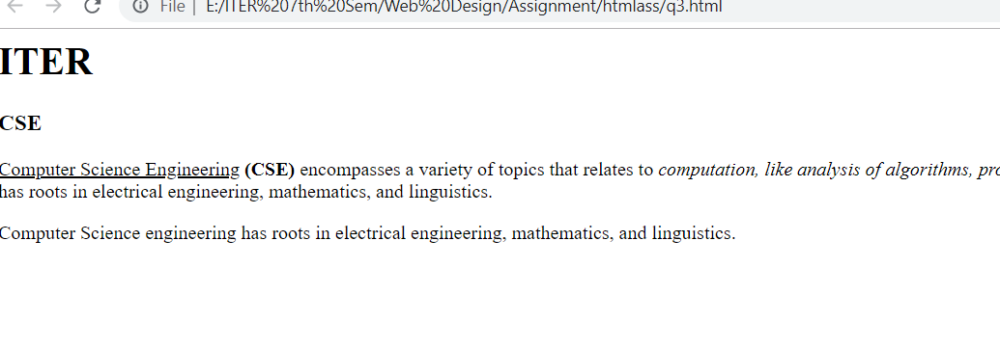 File | E:/ITER%207th%20Sem/Web%20Design/Assignment/htmlass/q3.html
ITER
CSE
Computer Science Engineering (CSE) encompasses a variety of topics that relates to computation, like analysis of algorithms,
has roots in electrical engineering, mathematics, and linguistics.
Computer Science engineering has roots in electrical engineering, mathematics, and linguistics.